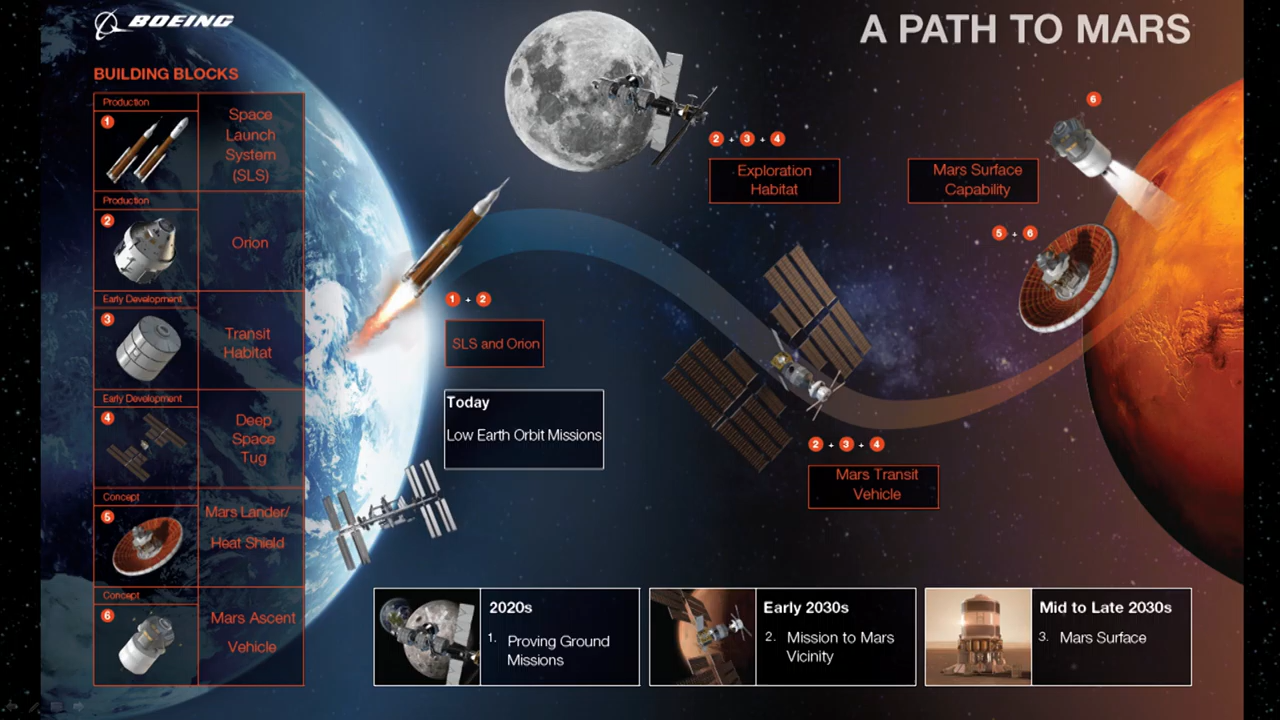 BOEING
A PATH TO MARS
BUILDING BLOCKS
Production
1
Space
Launch
System
(SLS)
Production
2
Orion
Early Development
3
Transit
Habitat
Early Development
4
Deep
Space
Tug
Concept
5
Mars Lander/
Heat Shield
Concept
6
Mars Ascent
Vehicle
2 + 3 + 4
Exploration
Habitat
6
Mars Surface
Capability
5 + 6
1 + 2
SLS and Orion
Today
Low Earth Orbit Missions
2 + 3 + 4
Mars Transit
Vehicle
2020s
1. Proving Ground
Missions
Early 2030s
2. Mission to Mars
Vicinity
Mid to Late 2030s
3. Mars Surface